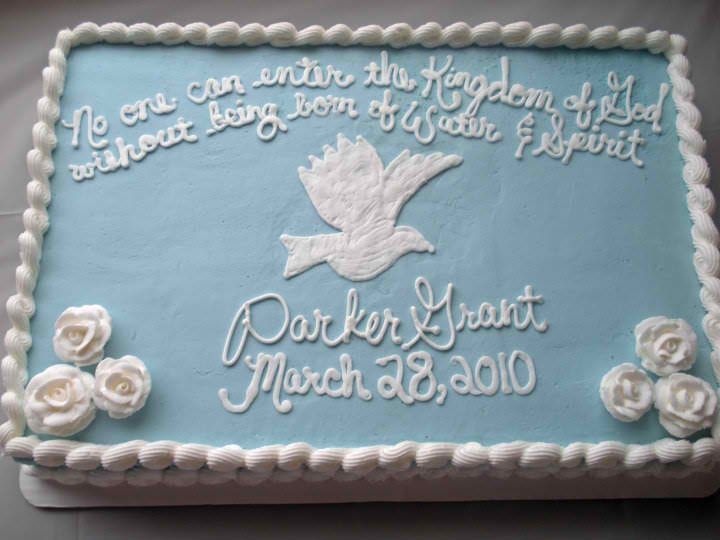 No one can enter the Kingdom of God
without being born of Water & Spirit
Parker Grant
March 28, 2010